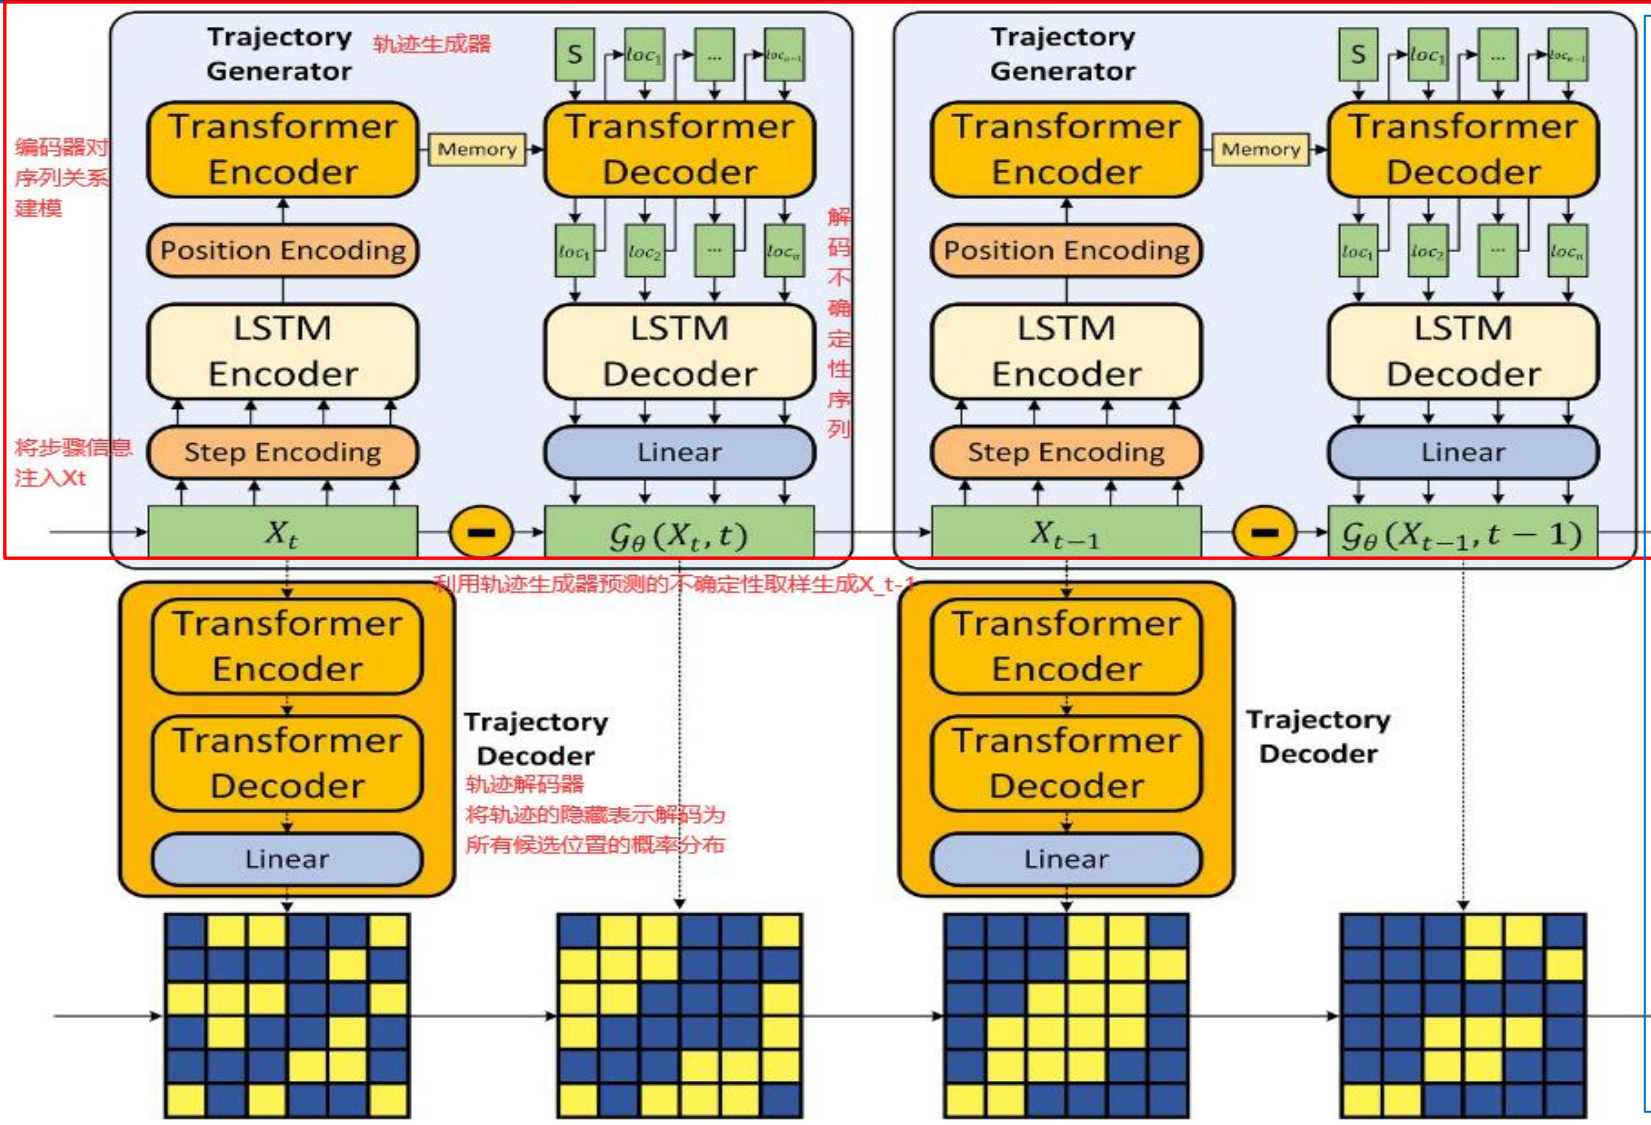 Trajectory
Generator
轨迹生成器
S
loc₁
...
locₙ₋₁
Transformer
Encoder
Memory
Transformer
Decoder
编码器对
序列关系
建模
Position Encoding
loc₁
loc₂
...
locₙ
解码不确定性序列
LSTM
Encoder
LSTM
Decoder
将步骤信息
注入Xt
Step Encoding
Linear
Xₜ
−
𝒢_θ(Xₜ, t)
Trajectory
Generator
S
loc₁
...
locₙ₋₁
Transformer
Encoder
Memory
Transformer
Decoder
Position Encoding
loc₁
loc₂
...
locₙ
LSTM
Encoder
LSTM
Decoder
Step Encoding
Linear
Xₜ₋₁
−
𝒢_θ(Xₜ₋₁, t − 1)
利用轨迹生成器预测的不确定性取样生成X_t-1
Transformer
Encoder
Transformer
Decoder
Linear
Trajectory
Decoder
轨迹解码器
将轨迹的隐藏表示解码为
所有候选位置的概率分布
Transformer
Encoder
Transformer
Decoder
Linear
Trajectory
Decoder